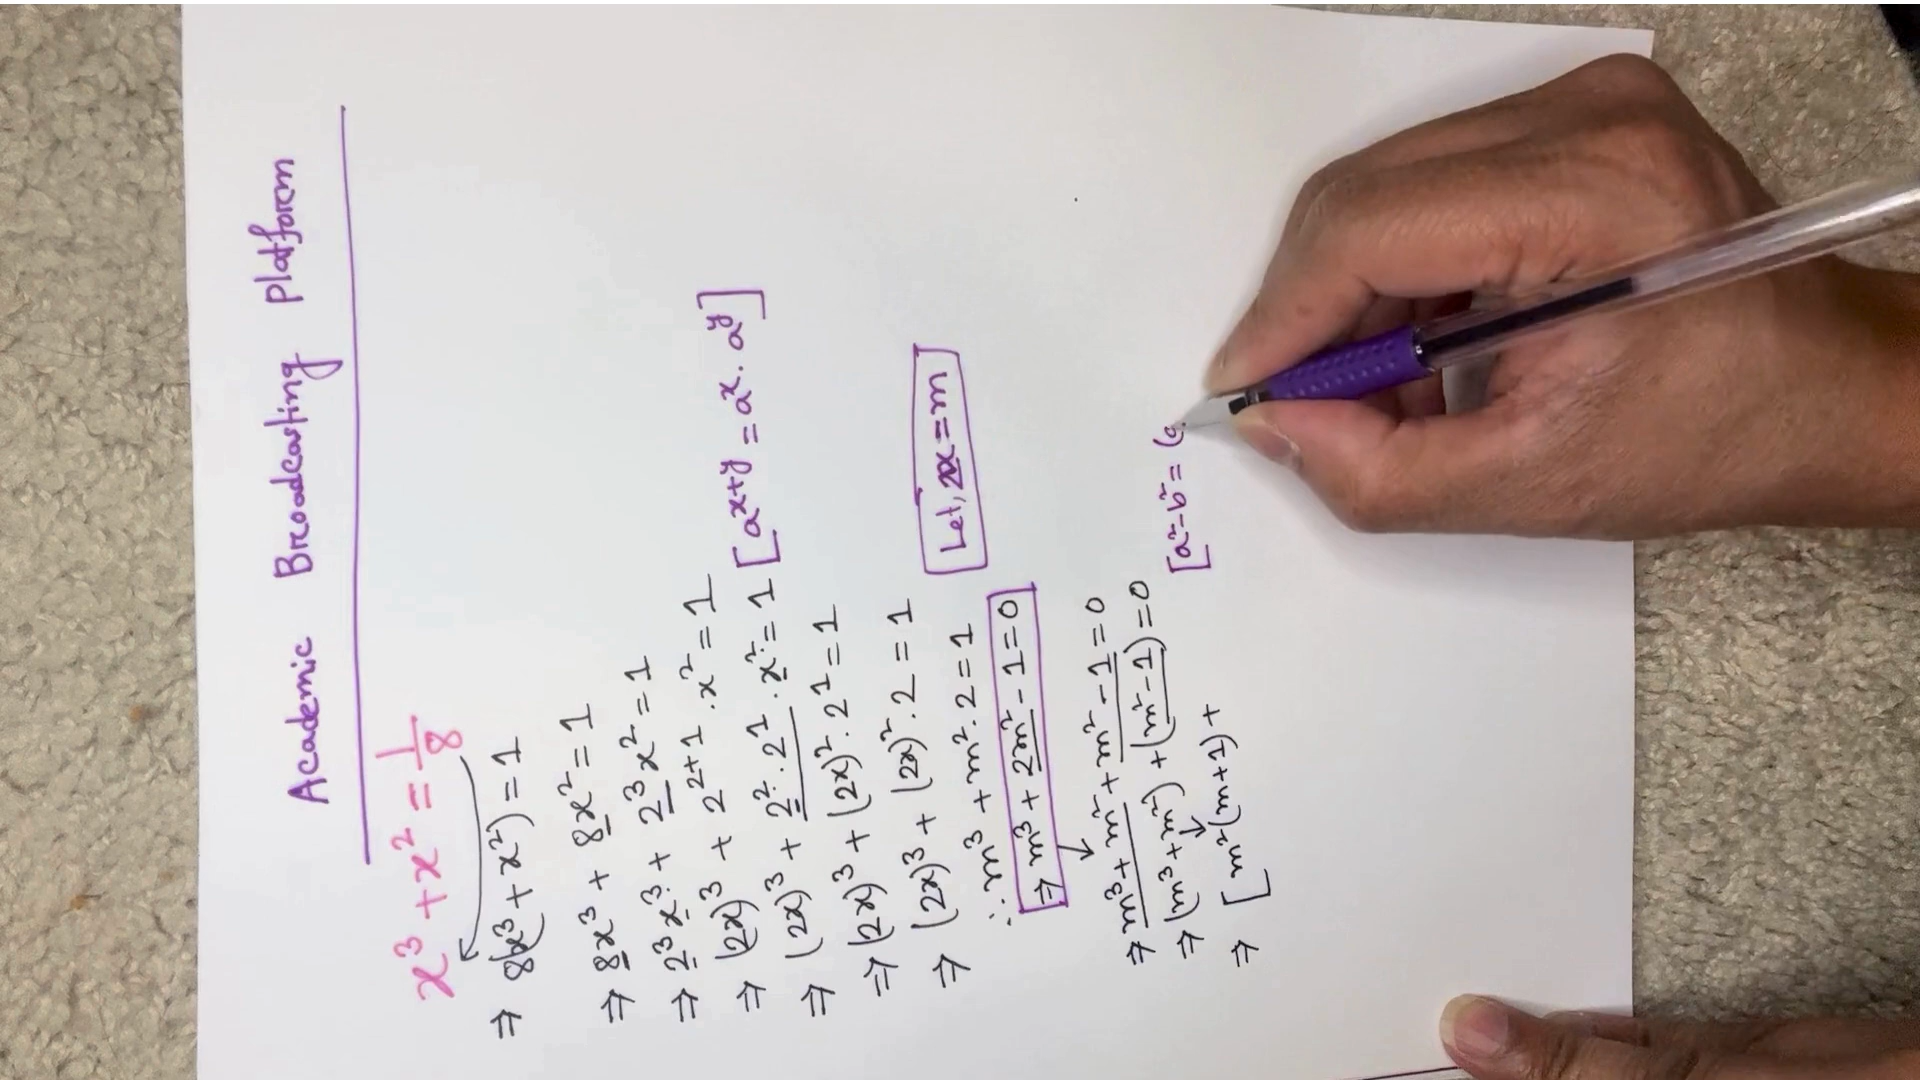 Academic Broadcasting Platform
x³ + x² = 1/8
⇒ 8(x³ + x²) = 1
⇒ 8x³ + 8x² = 1
⇒ 2³x³ + 2³x² = 1
⇒ (2x)³ + 2²⁺¹ . x² = 1
⇒ (2x)³ + 2² . 2¹ . x² = 1 [aˣ⁺ʸ = aˣ . aʸ]
⇒ (2x)³ + (2x)² . 2¹ = 1
⇒ (2x)³ + (2x)² . 2 = 1
∴ m³ + m² . 2 = 1 Let, 2x = m
⇒ m³ + 2m² - 1 = 0
⇒ m³ + m² + m² - 1 = 0
⇒ (m³ + m²) + (m² - 1) = 0
⇒ [m²(m + 1) + [a² - b² = (